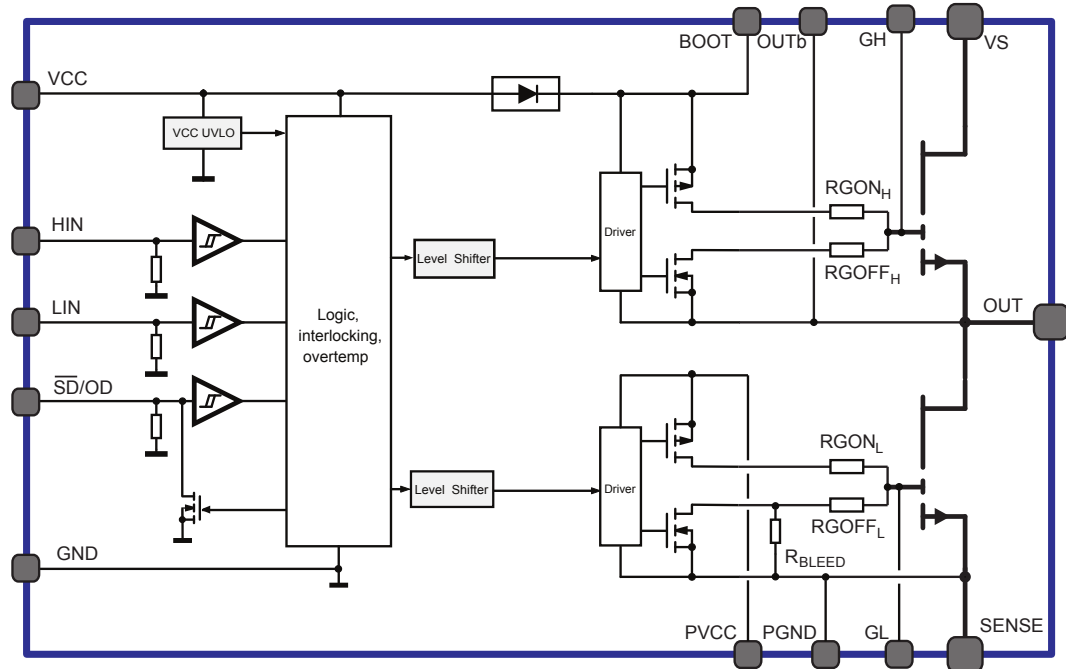 BOOT
OUTb
GH
VS
VCC
VCC UVLO
HIN
LIN
SD/OD
GND
Logic,
interlocking,
overtemp
Level Shifter
Level Shifter
Driver
Driver
RGONH
RGOFFH
OUT
RGONL
RGOFFL
RBLEED
PVCC
PGND
GL
SENSE